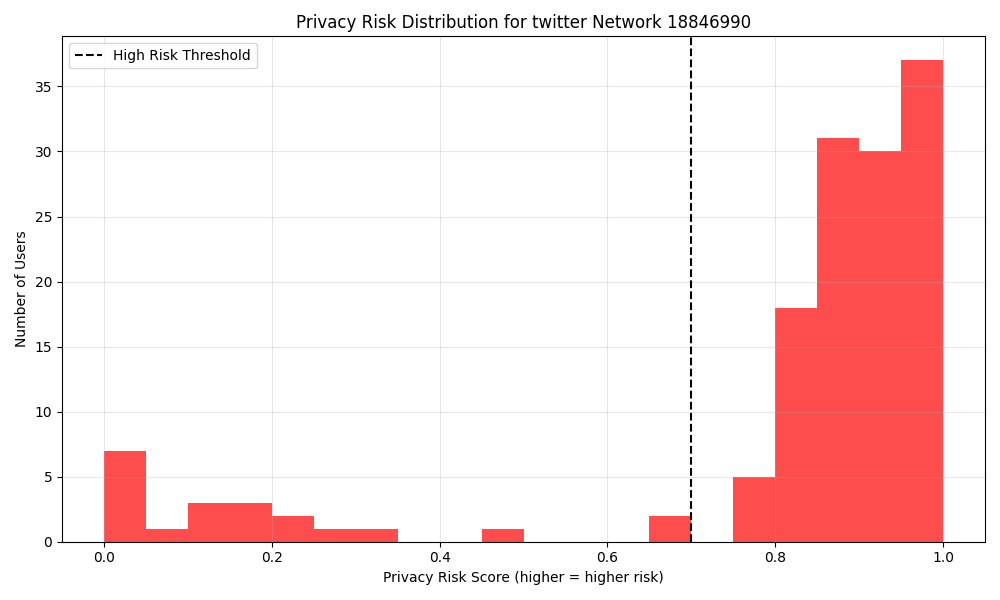 Privacy Risk Distribution for twitter Network 18846990
High Risk Threshold
Number of Users
35
30
25
20
15
10
5
0
0.0 0.2 0.4 0.6 0.8 1.0
Privacy Risk Score (higher = higher risk)